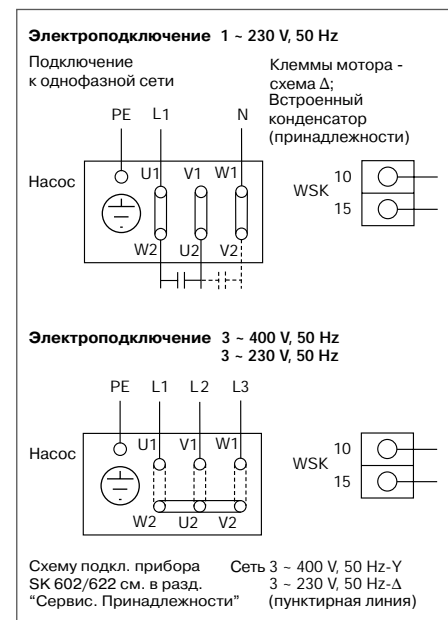 Электроподключение 1 ~ 230 V, 50 Hz
Подключение
к однофазной сети
Клеммы мотора -
схема Δ;
Встроенный
конденсатор
(принадлежности)
PE L1 N
Насос
U1 V1 W1
W2 U2 V2
WSK
10
15
Электроподключение 3 ~ 400 V, 50 Hz
3 ~ 230 V, 50 Hz
PE L1 L2 L3
Насос
U1 V1 W1
W2 U2 V2
WSK
10
15
Схему подкл. прибора
SK 602/622 см. в разд.
“Сервис. Принадлежности”
Сеть 3 ~ 400 V, 50 Hz-Y
3 ~ 230 V, 50 Hz-Δ
(пунктирная линия)